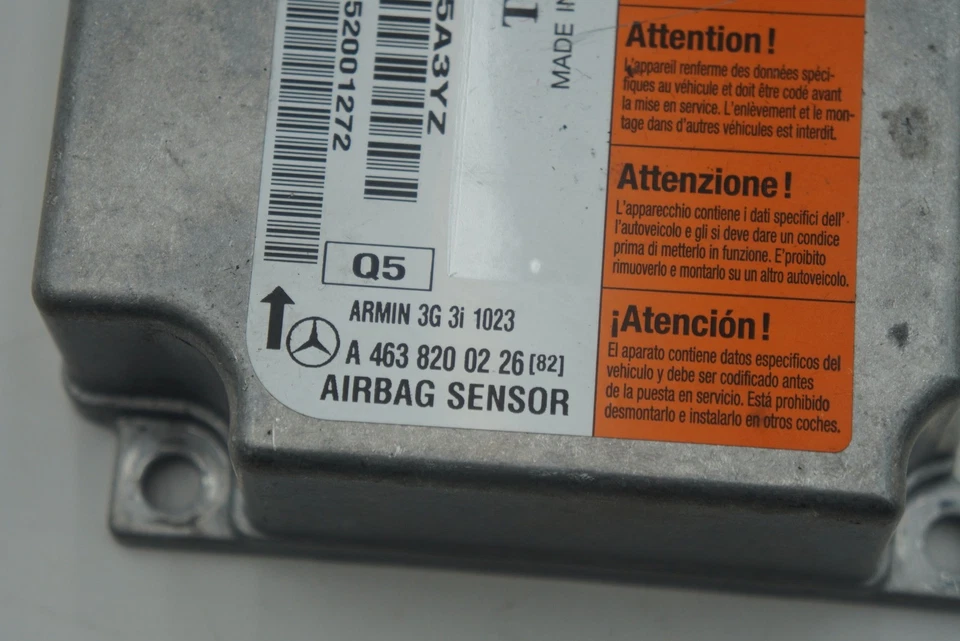 52001272
5A3YZ
T
MADE IN
Q5
ARMIN 3G 3i 1023
A 463 820 0 2 26 [82]
AIRBAG SENSOR
Attention!
L'appareil renferme des données spéci-
fiques au véhicule et doit être codé avant
la mise en service. L'enlèvement et le mon-
tage dans d'autres véhicules est interdit.
Attenzione!
L'apparecchio contiene i dati specifici dell'
l'autoveicolo e gli si deve dare un condice
prima di metterlo in funzione. E'proibito
rimuoverlo e montarlo su un altro autoveicolo.
¡Atención!
El aparato contiene datos especificos del
vehículo y debe ser codificado antes
de la puesta en servicio. Está prohibido
desmontarlo e instalarlo en otros coches.